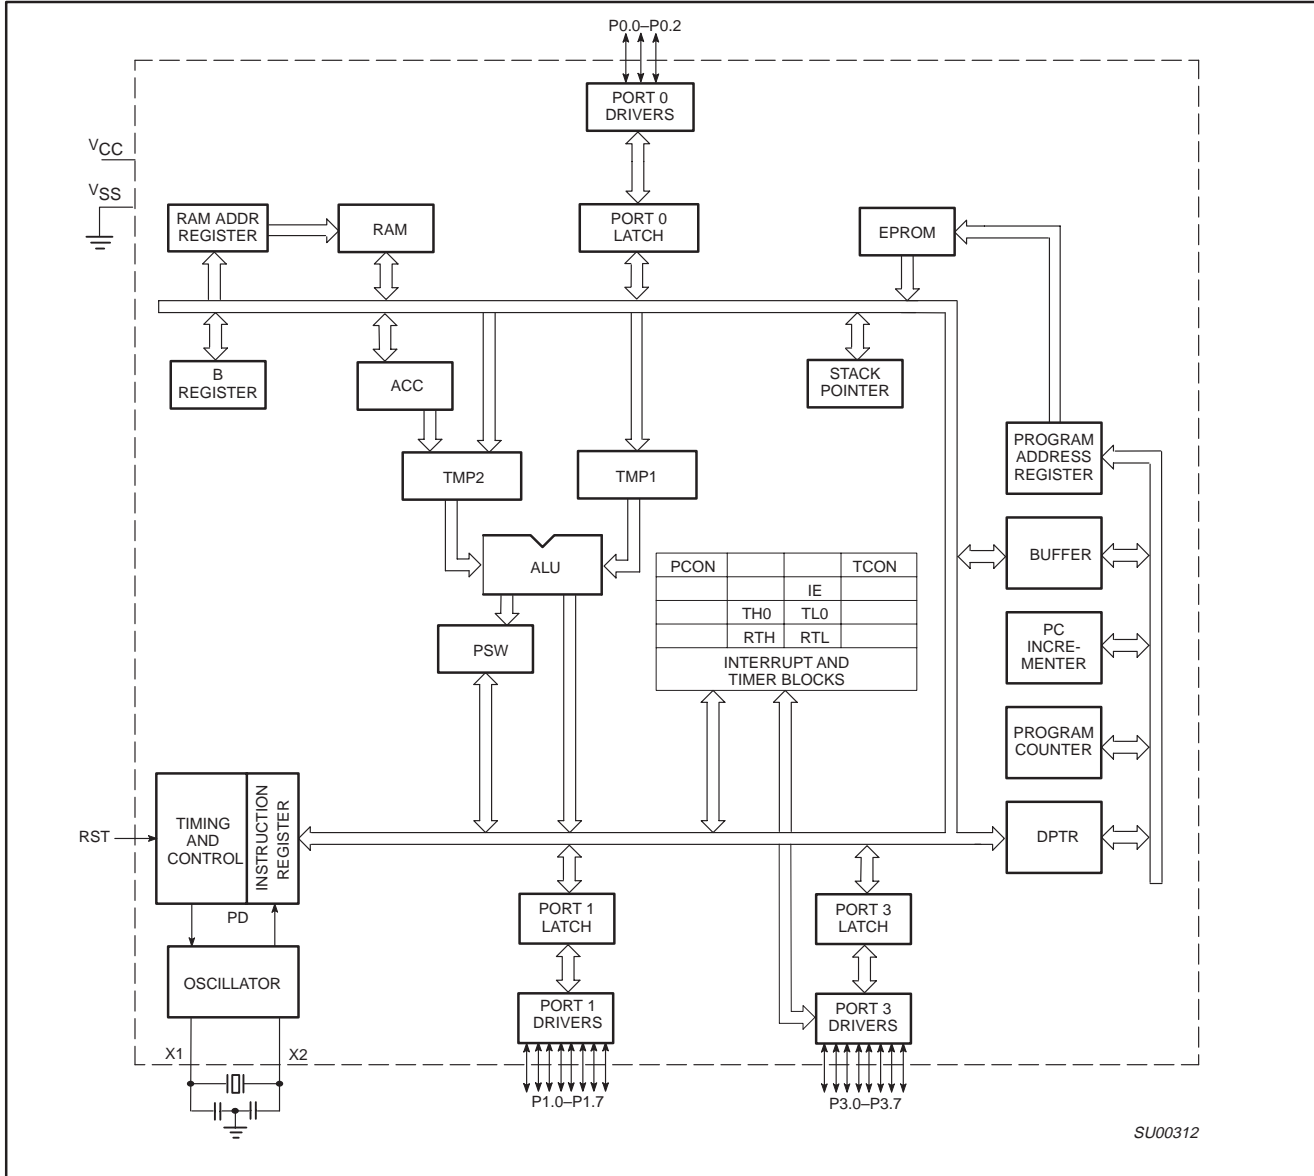 P0.0–P0.2
PORT 0
DRIVERS
VCC
VSS
RAM ADDR
REGISTER
RAM
PORT 0
LATCH
EPROM
B
REGISTER
ACC
STACK
POINTER
TMP2
TMP1
PROGRAM
ADDRESS
REGISTER
ALU
BUFFER
PCON TCON
IE
TH0 TL0
RTH RTL
INTERRUPT AND
TIMER BLOCKS
PSW
PC
INCRE-
MENTER
PROGRAM
COUNTER
RST
TIMING
AND
CONTROL
INSTRUCTION
REGISTER
DPTR
PD
PORT 1
LATCH
PORT 3
LATCH
OSCILLATOR
PORT 1
DRIVERS
PORT 3
DRIVERS
X1 X2
P1.0–P1.7
P3.0–P3.7
SU00312